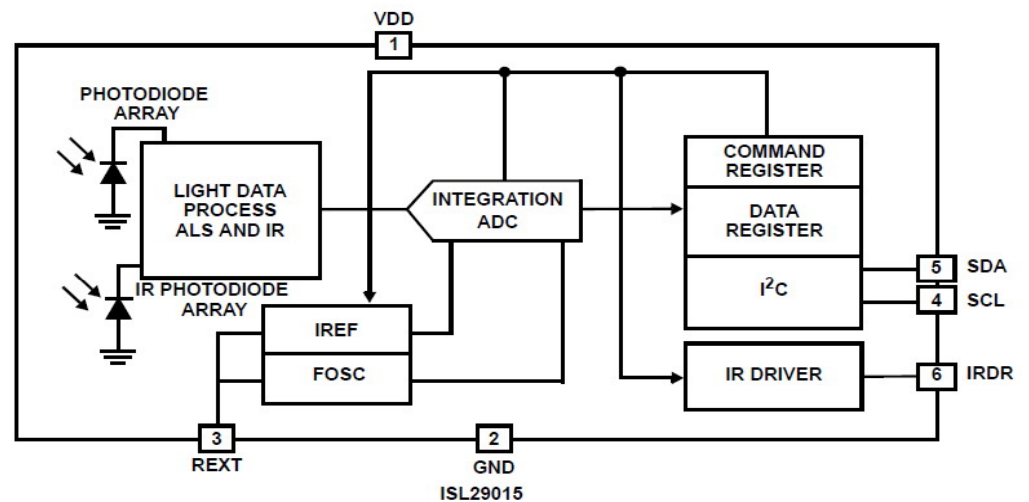 VDD
1
PHOTODIODE
ARRAY
LIGHT DATA
PROCESS
ALS AND IR
INTEGRATION
ADC
COMMAND
REGISTER
DATA
REGISTER
I²C
5 SDA
4 SCL
IR PHOTODIODE
ARRAY
IREF
FOSC
IR DRIVER
6 IRDR
3
REXT
2
GND
ISL29015